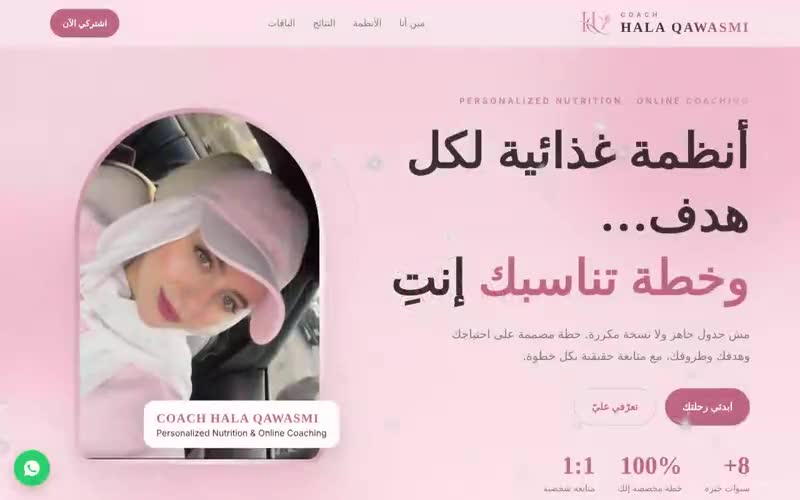 COACH
HALA QAWASMI
مين أنا
الأنظمة
النتائج
الباقات
اشتركي الآن
PERSONALIZED NUTRITION ONLINE COACHING
أنظمة غذائية لكل
هدف...
وخطة تناسبك إنتِ
مش جدول جاهز ولا نسخة مكررة. خطة مصممة على احتياجك
وهدفك وظروفك، مع متابعة حقيقية بكل خطوة.
ابدئي رحلتك
تعرّفي عليّ
+8
سنوات خبرة
100%
خطة مخصصة إلك
1:1
متابعة شخصية
COACH HALA QAWASMI
Personalized Nutrition & Online Coaching